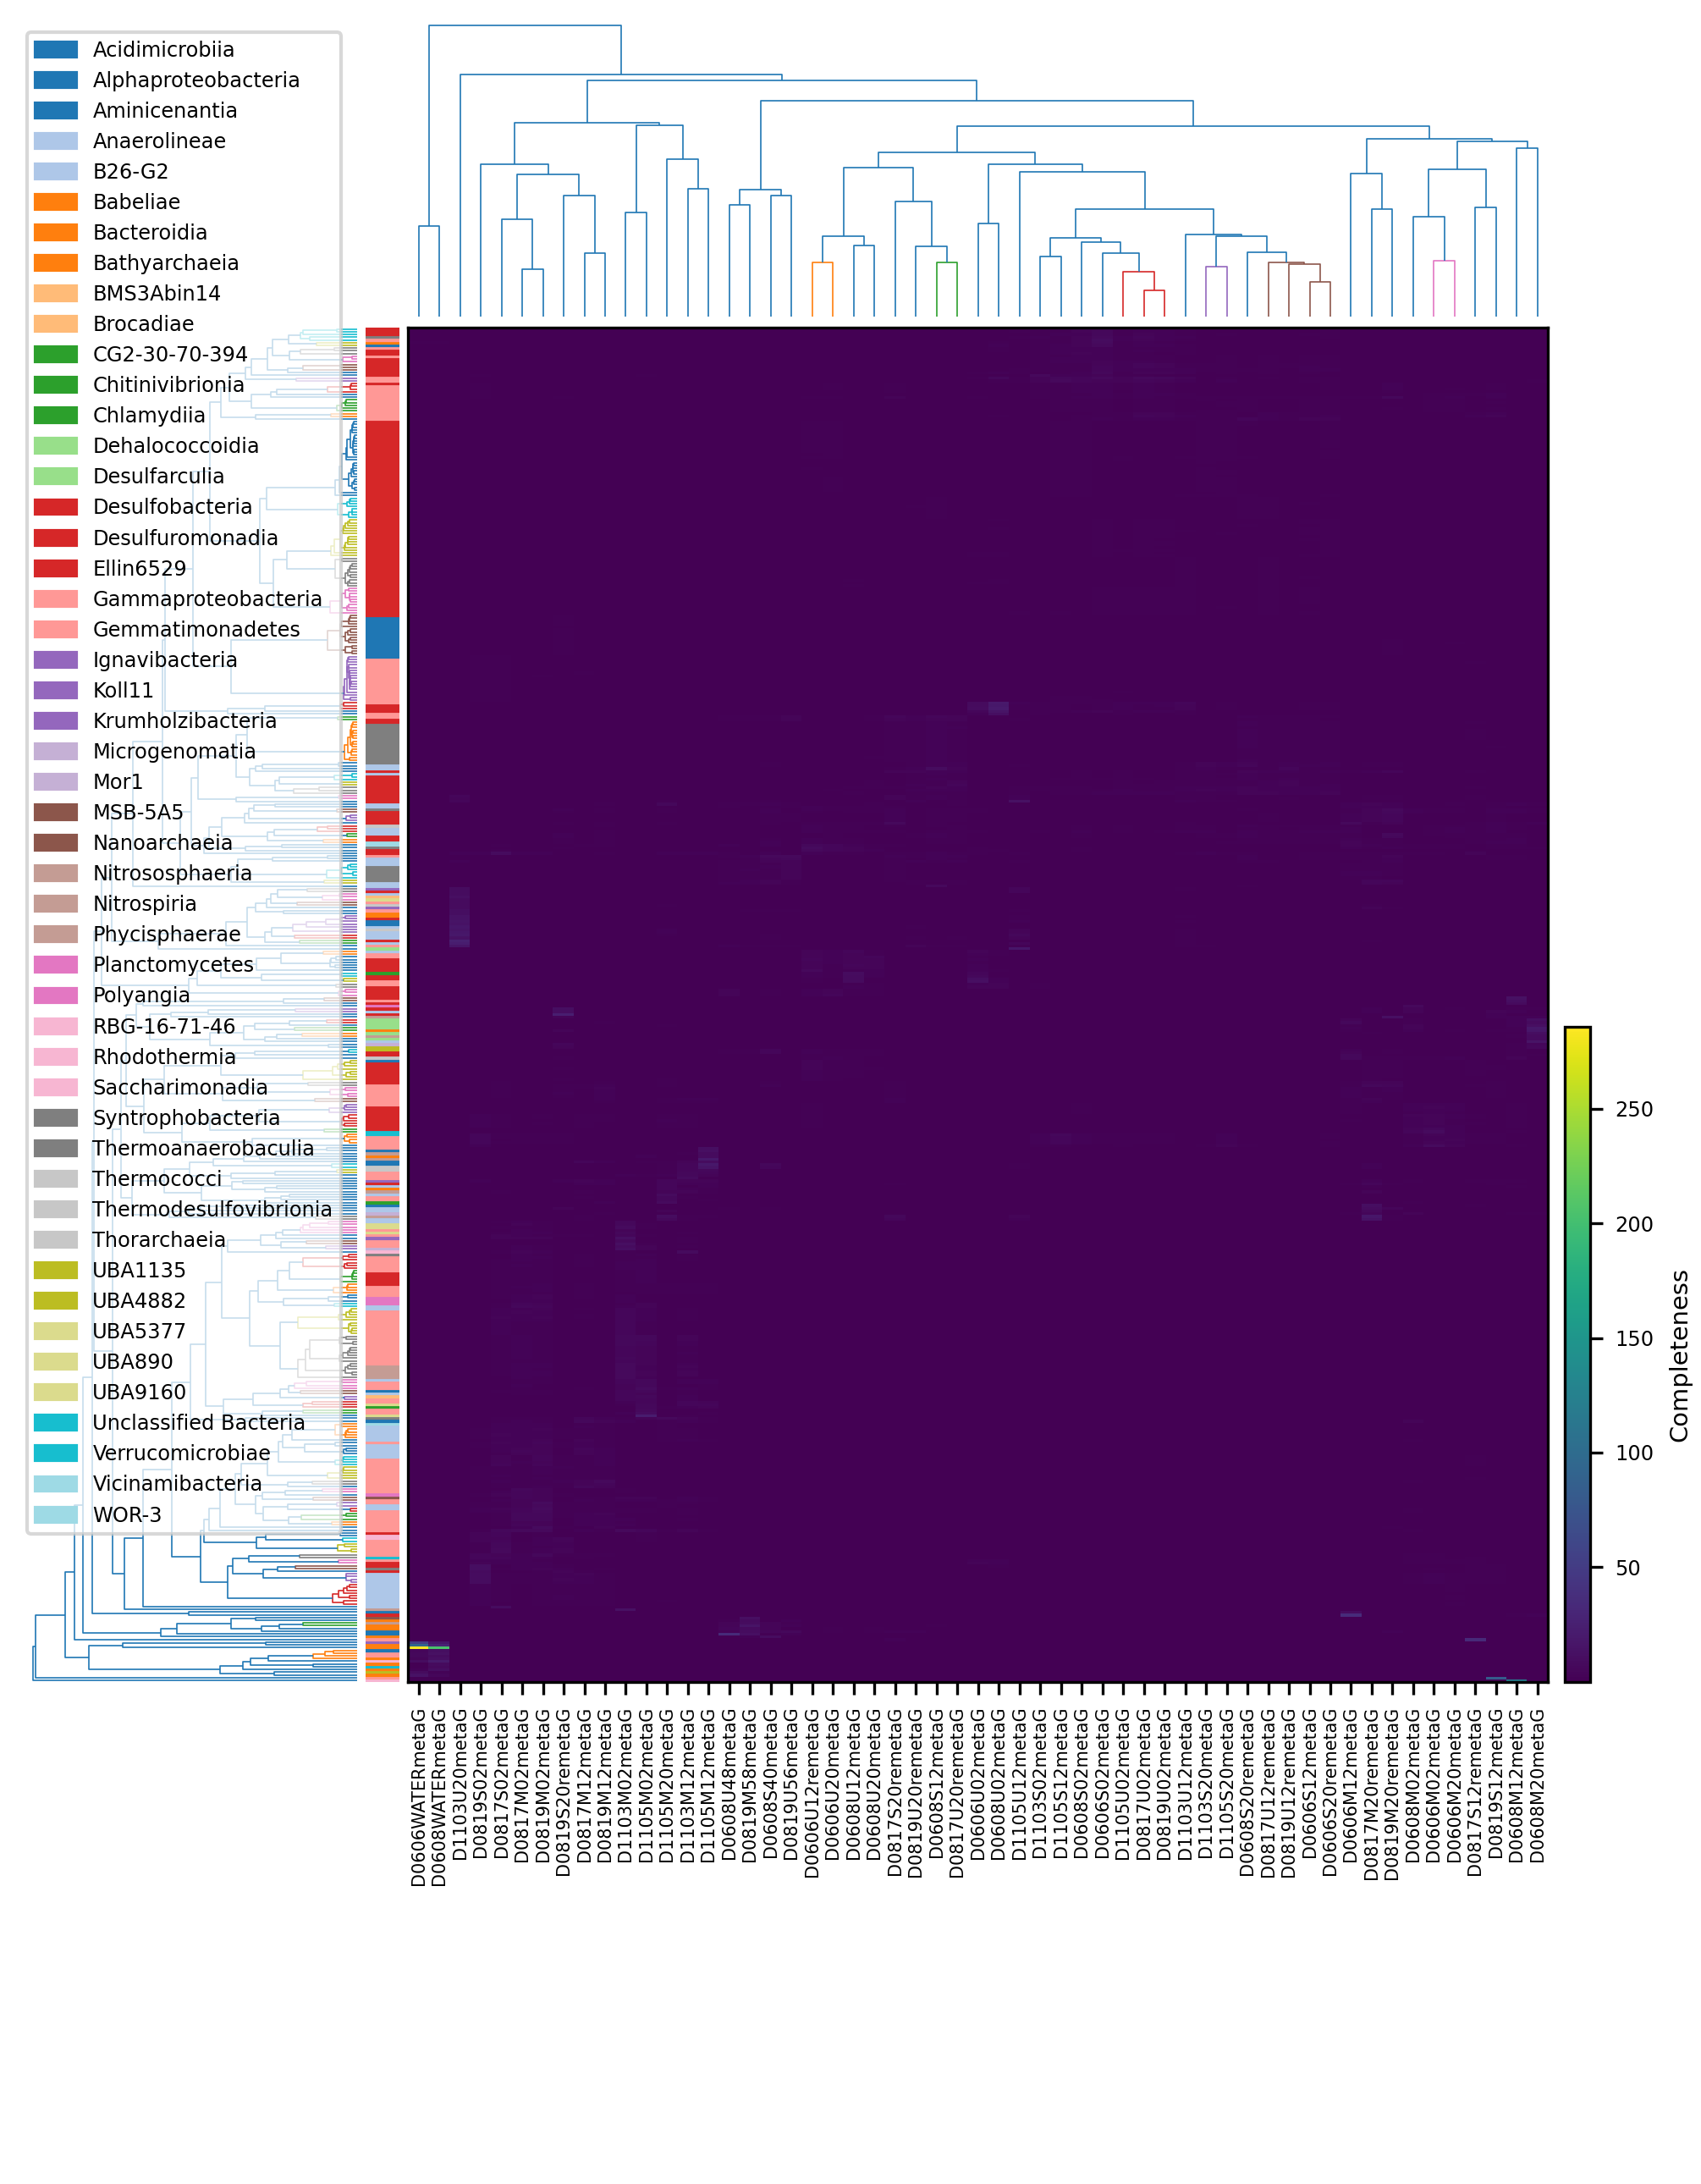 Acidimicrobiia
Alphaproteobacteria
Aminicenantia
Anaerolineae
B26-G2
Babeliae
Bacteroidia
Bathyarchaeia
BMS3Abin14
Brocadiae
CG2-30-70-394
Chitinivibrionia
Chlamydiia
Dehalococcoidia
Desulfarculia
Desulfobacteria
Desulfuromonadia
Ellin6529
Gammaproteobacteria
Gemmatimonadetes
Ignavibacteria
Koll11
Krumholzibacteria
Microgenomatia
Mor1
MSB-5A5
Nanoarchaeia
Nitrososphaeria
Nitrospiria
Phycisphaerae
Planctomycetes
Polyangia
RBG-16-71-46
Rhodothermia
Saccharimonadia
Syntrophobacteria
Thermoanaerobaculia
Thermococci
Thermodesulfovibrionia
Thorarchaeia
UBA1135
UBA4882
UBA5377
UBA890
UBA9160
Unclassified Bacteria
Verrucomicrobiae
Vicinamibacteria
WOR-3
250
200
150
100
50
Completeness
D0606WATERmetaG
D0608WATERmetaG
D1103U20metaG
D0819S02metaG
D0817S02metaG
D0817M02metaG
D0819M02metaG
D0819S20remetaG
D0817M12metaG
D0819M12metaG
D1103M02metaG
D1105M02metaG
D1105M20metaG
D1103M12metaG
D1105M12metaG
D0608U48metaG
D0819M58metaG
D0608S40metaG
D0819U56metaG
D0606U12remetaG
D0606U20metaG
D0608U12metaG
D0608U20metaG
D0817S20remetaG
D0819U20metaG
D0608S12metaG
D0817U20remetaG
D0606U02metaG
D0608U02metaG
D1105U12metaG
D1103S02metaG
D1105S12metaG
D0608S02metaG
D0606S02metaG
D1105U02metaG
D0817U02metaG
D0819U02metaG
D1103U12metaG
D1103S20metaG
D1105S20metaG
D0608S20remetaG
D0817U12remetaG
D0819U12remetaG
D0606S12metaG
D0606S20remetaG
D0606M12metaG
D0817M20remetaG
D0819M20remetaG
D0608M02metaG
D0606M02metaG
D0606M20metaG
D0817S12remetaG
D0819S12metaG
D0608M12metaG
D0608M20metaG